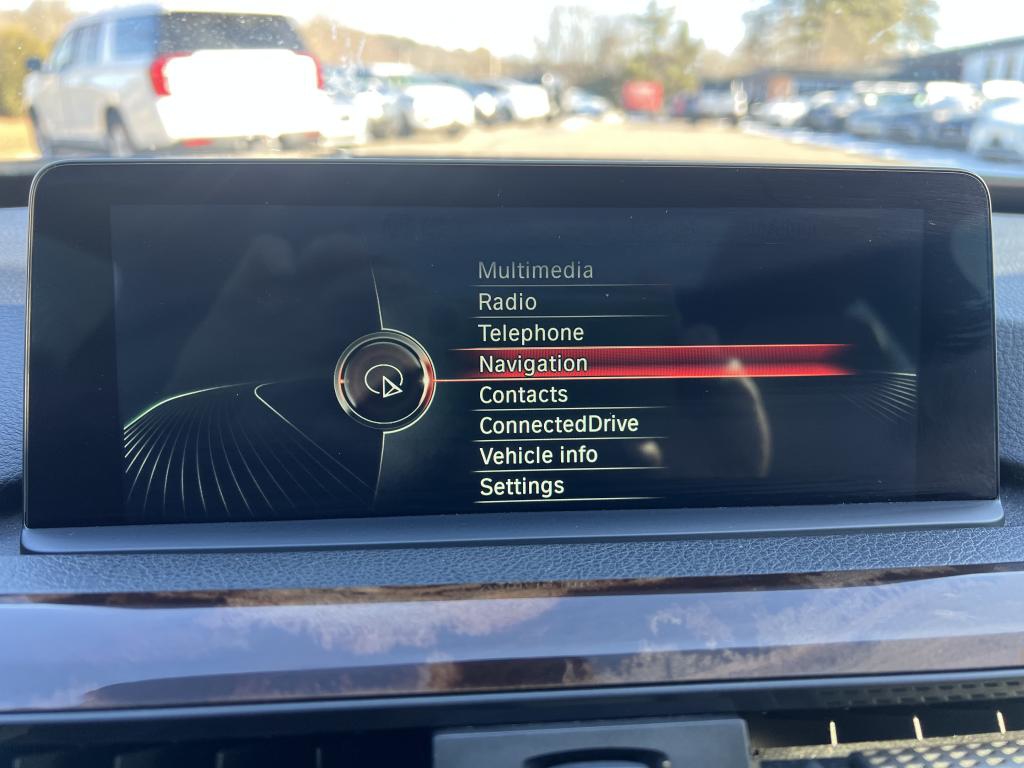 Multimedia
Radio
Telephone
Navigation
Contacts
ConnectedDrive
Vehicle info
Settings